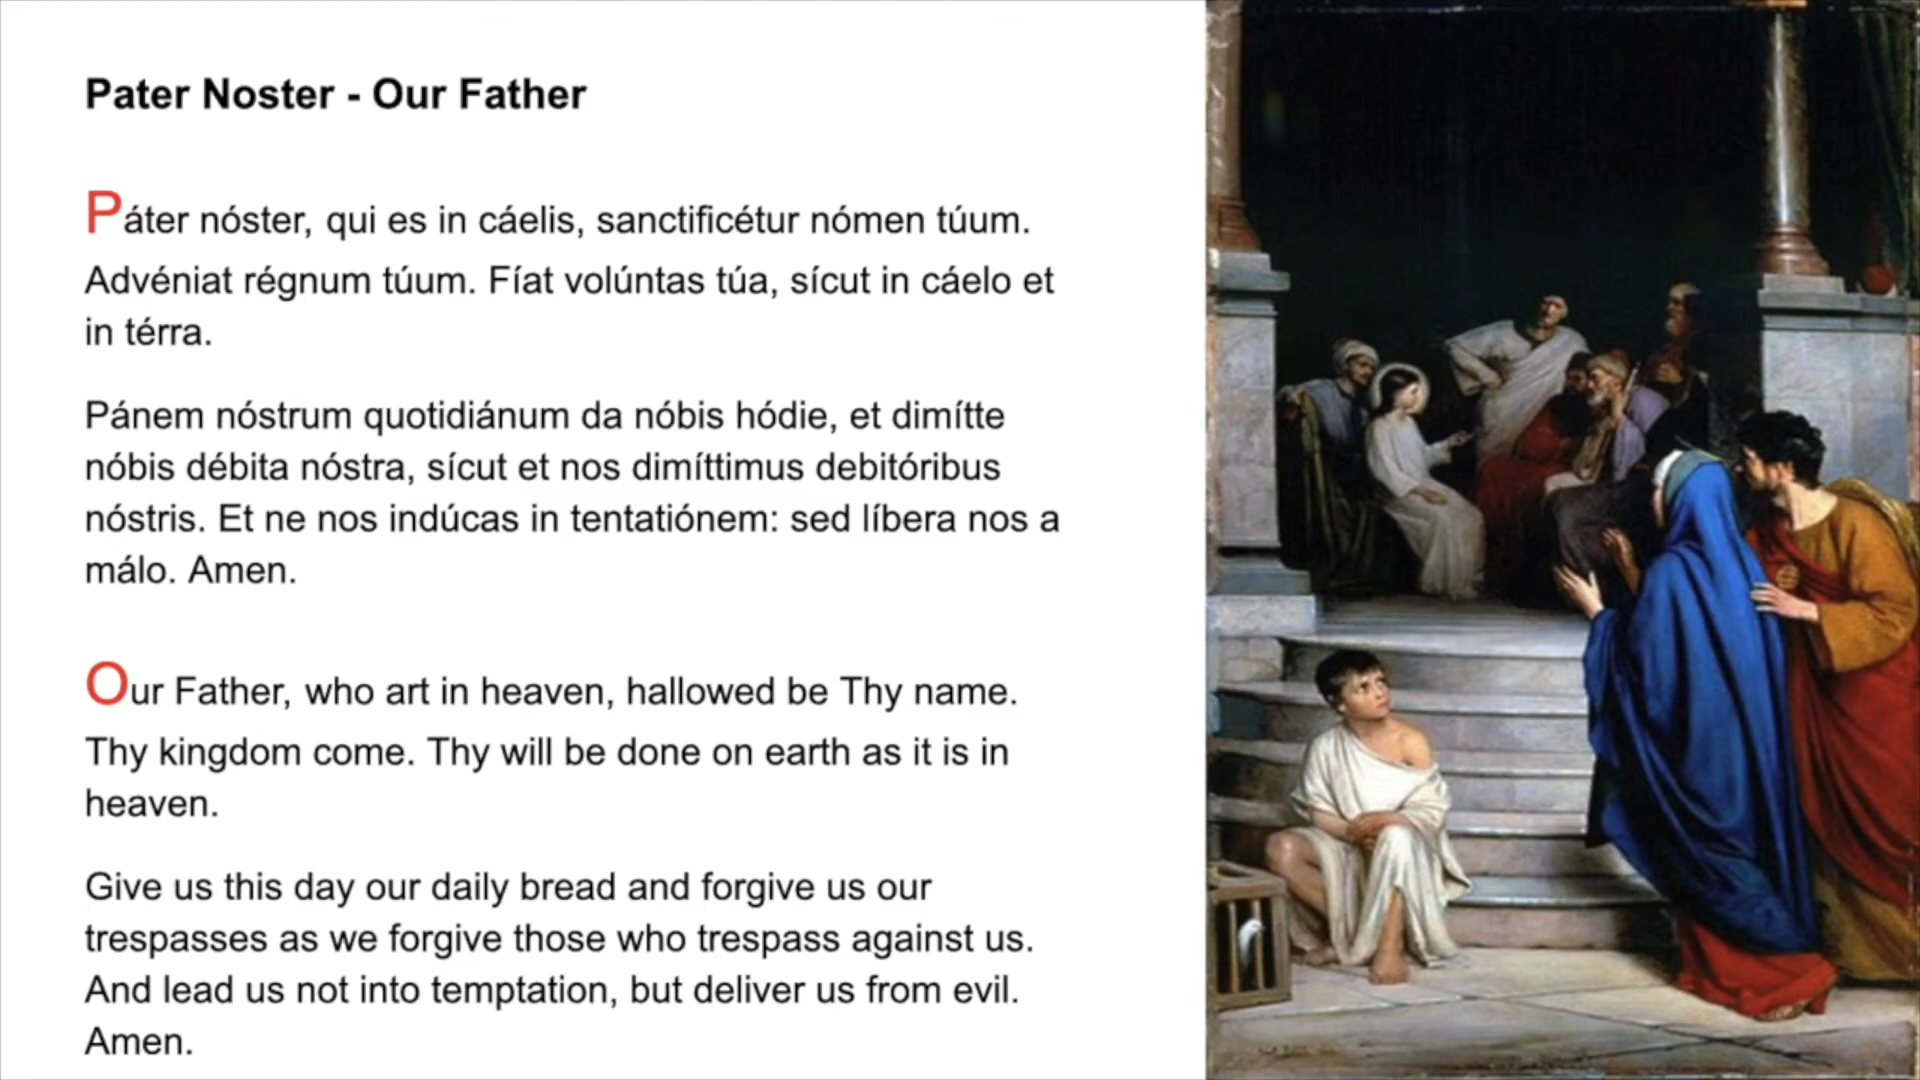 Pater Noster - Our Father
Páter nóster, qui es in cáelis, sanctificétur nómen túum.
Advéniat régnum túum. Fíat volúntas túa, sícut in cáelo et
in térra.
Pánem nóstrum quotidiánum da nóbis hódie, et dimítte
nóbis débita nóstra, sícut et nos dimíttimus debitóribus
nóstris. Et ne nos indúcas in tentatiónem: sed líbera nos a
málo. Amen.
Our Father, who art in heaven, hallowed be Thy name.
Thy kingdom come. Thy will be done on earth as it is in
heaven.
Give us this day our daily bread and forgive us our
trespasses as we forgive those who trespass against us.
And lead us not into temptation, but deliver us from evil.
Amen.